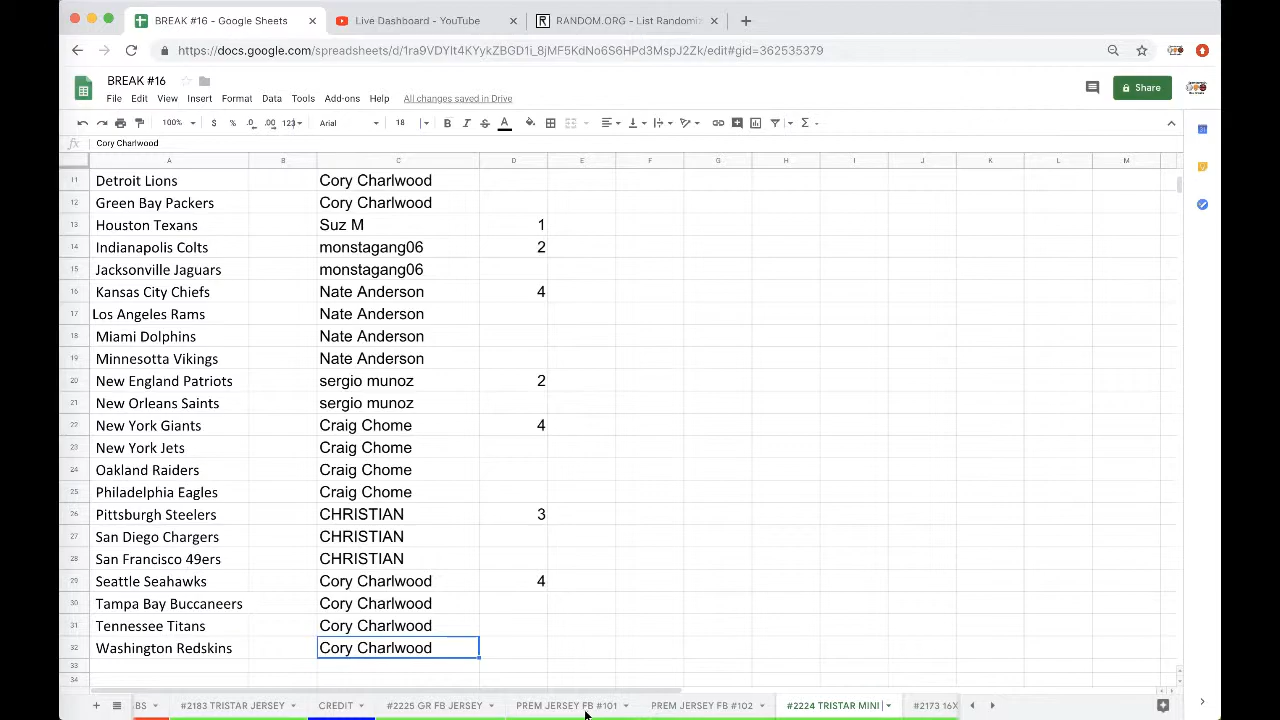 BREAK #16 - Google Sheets
Live Dashboard - YouTube
RANDOM.ORG - List Randomiz
https://docs.google.com/spreadsheets/d/1ra9VDYlt4KYykZBGD1i_8jMF5KdNo6S6HPd3MspJ2Zk/edit#gid=362535379
BREAK #16
File Edit View Insert Format Data Tools Add-ons Help All changes saved in Drive
Share
100% $ % .0 .00 123 Arial 18 B I S A
fx Cory Charlwood
A B C D E F G H I J K L M
11 Detroit Lions Cory Charlwood
12 Green Bay Packers Cory Charlwood
13 Houston Texans Suz M 1
14 Indianapolis Colts monstagang06 2
15 Jacksonville Jaguars monstagang06
16 Kansas City Chiefs Nate Anderson 4
17 Los Angeles Rams Nate Anderson
18 Miami Dolphins Nate Anderson
19 Minnesotta Vikings Nate Anderson
20 New England Patriots sergio munoz 2
21 New Orleans Saints sergio munoz
22 New York Giants Craig Chome 4
23 New York Jets Craig Chome
24 Oakland Raiders Craig Chome
25 Philadelphia Eagles Craig Chome
26 Pittsburgh Steelers CHRISTIAN 3
27 San Diego Chargers CHRISTIAN
28 San Francisco 49ers CHRISTIAN
29 Seattle Seahawks Cory Charlwood 4
30 Tampa Bay Buccaneers Cory Charlwood
31 Tennessee Titans Cory Charlwood
32 Washington Redskins Cory Charlwood
33
34
BS #2183 TRISTAR JERSEY CREDIT #2225 GR FB JERSEY PREM JERSEY FB #101 PREM JERSEY FB #102 #2224 TRISTAR MINI #2173 16X